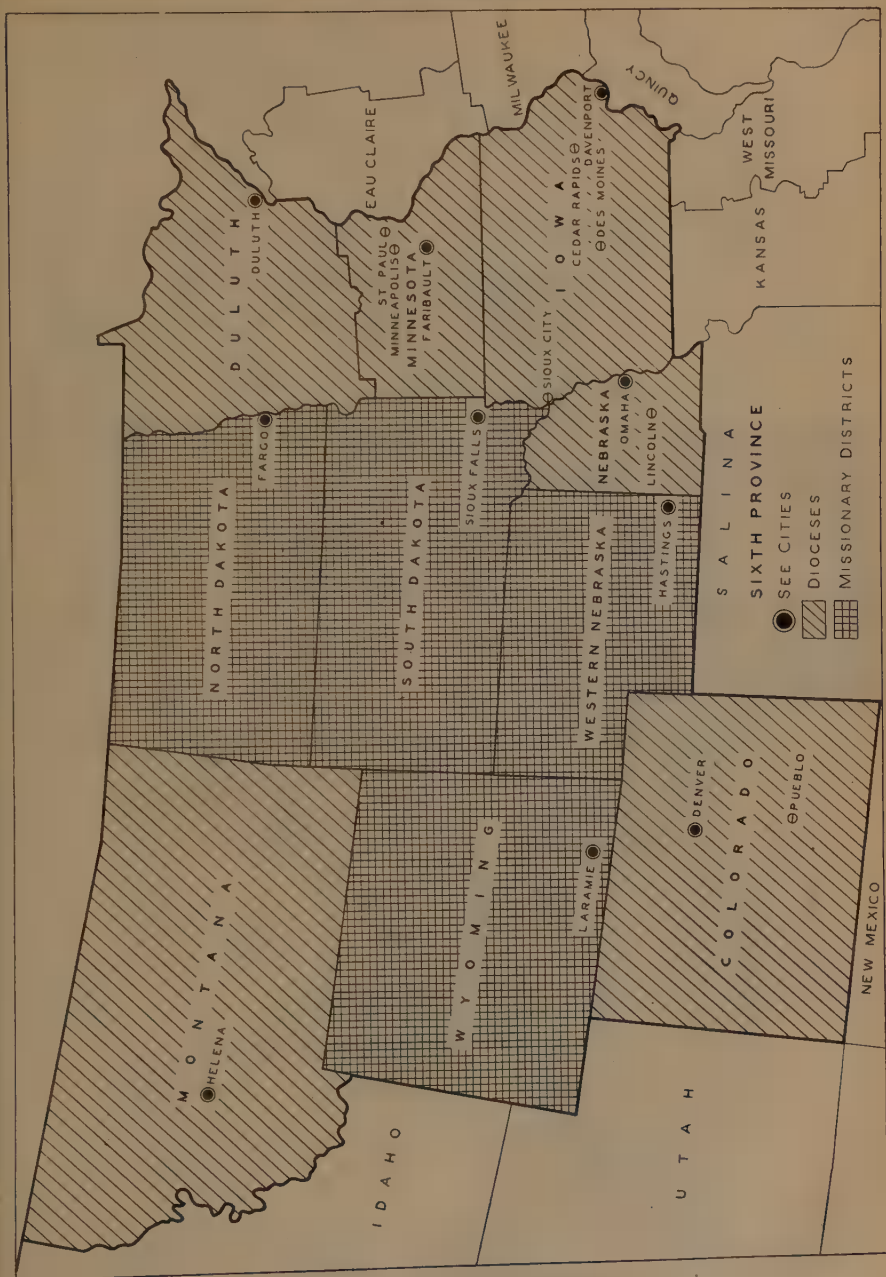 MONTANA
HELENA
NORTH DAKOTA
FARGO
DULUTH
DULUTH
EAU CLAIRE
ST PAUL
MINNEAPOLIS
MINNESOTA
FARIBAULT
MILWAUKEE
SOUTH DAKOTA
SIOUX FALLS
WYOMING
LARAMIE
WESTERN NEBRASKA
HASTINGS
NEBRASKA
OMAHA
LINCOLN
SIOUX CITY
IOWA
CEDAR RAPIDS
DAVENPORT
DES MOINES
QUINCY
IDAHO
UTAH
COLORADO
DENVER
PUEBLO
NEW MEXICO
SALINA
KANSAS
WEST
MISSOURI
SIXTH PROVINCE
SEE CITIES
DIOCESES
MISSIONARY DISTRICTS